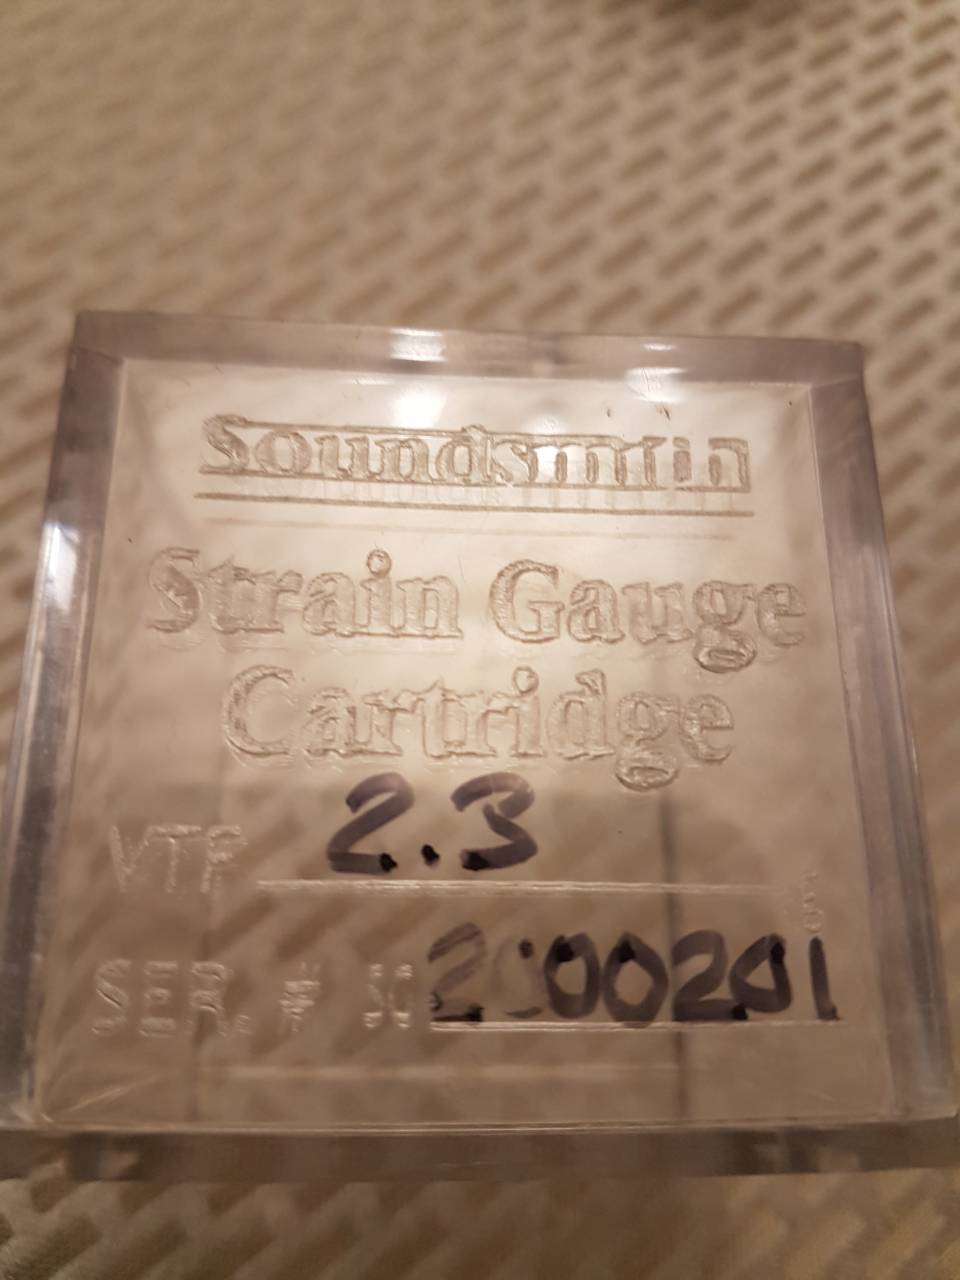 Soundsmith
Strain Gauge
Cartridge
VTF 2.3
SER. #